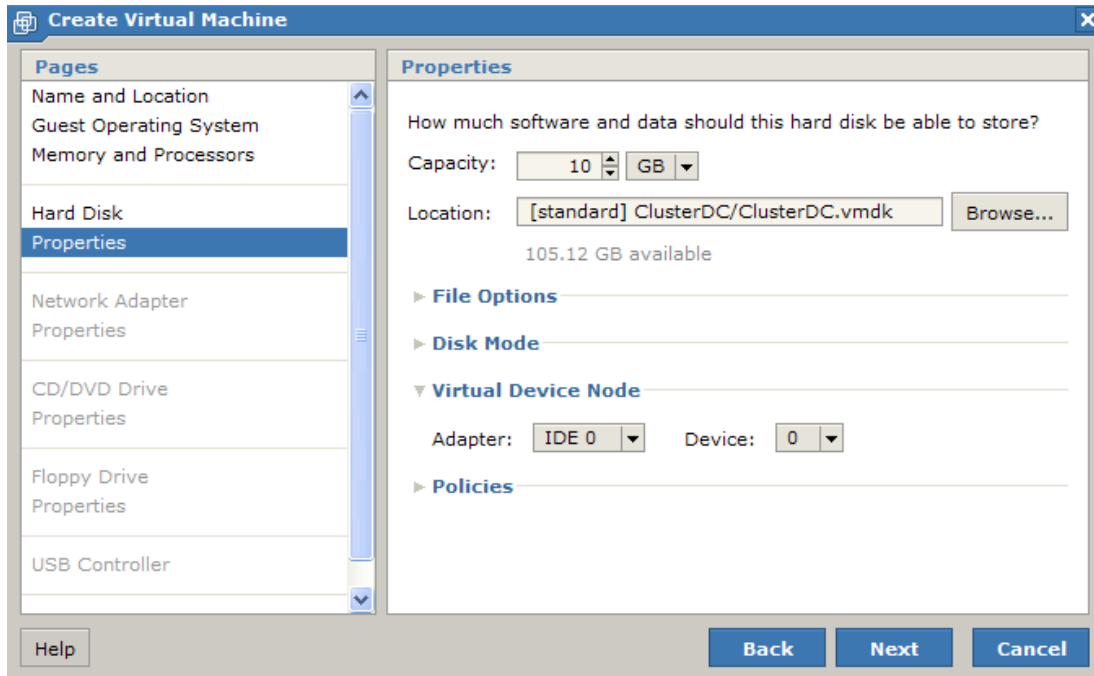 Create Virtual Machine
Pages
Name and Location
Guest Operating System
Memory and Processors
Hard Disk
Properties
Network Adapter
Properties
CD/DVD Drive
Properties
Floppy Drive
Properties
USB Controller
Properties
How much software and data should this hard disk be able to store?
Capacity: 10 GB
Location: [standard] ClusterDC/ClusterDC.vmdk Browse...
105.12 GB available
File Options
Disk Mode
Virtual Device Node
Adapter: IDE 0 Device: 0
Policies
Help Back Next Cancel